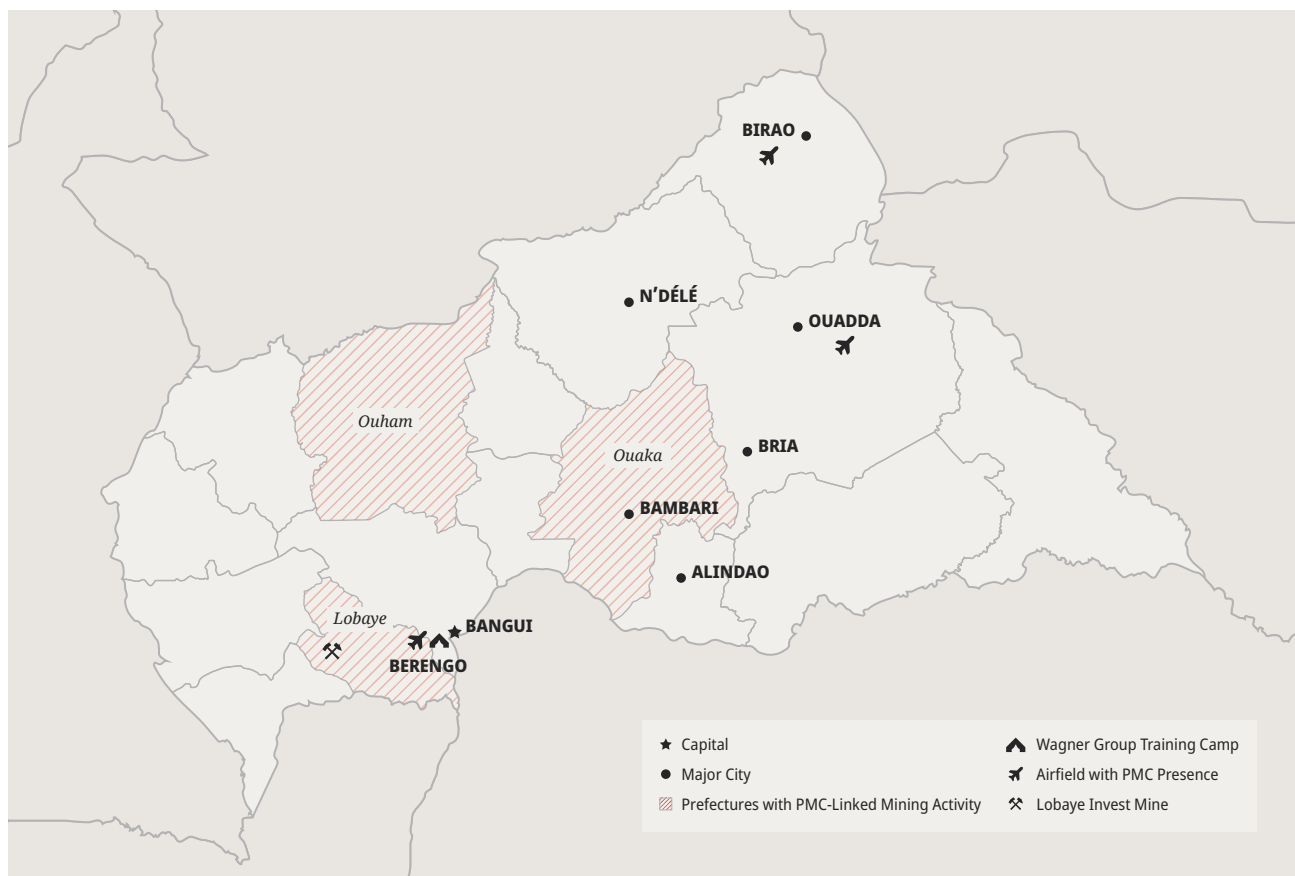 BIRAO
N’DÉLÉ
OUADDA
Ouham
BRIA
Ouaka
BAMBARI
ALINDAO
Lobaye
BANGUI
BERENGO
Capital
Major City
Prefectures with PMC-Linked Mining Activity
Wagner Group Training Camp
Airfield with PMC Presence
Lobaye Invest Mine